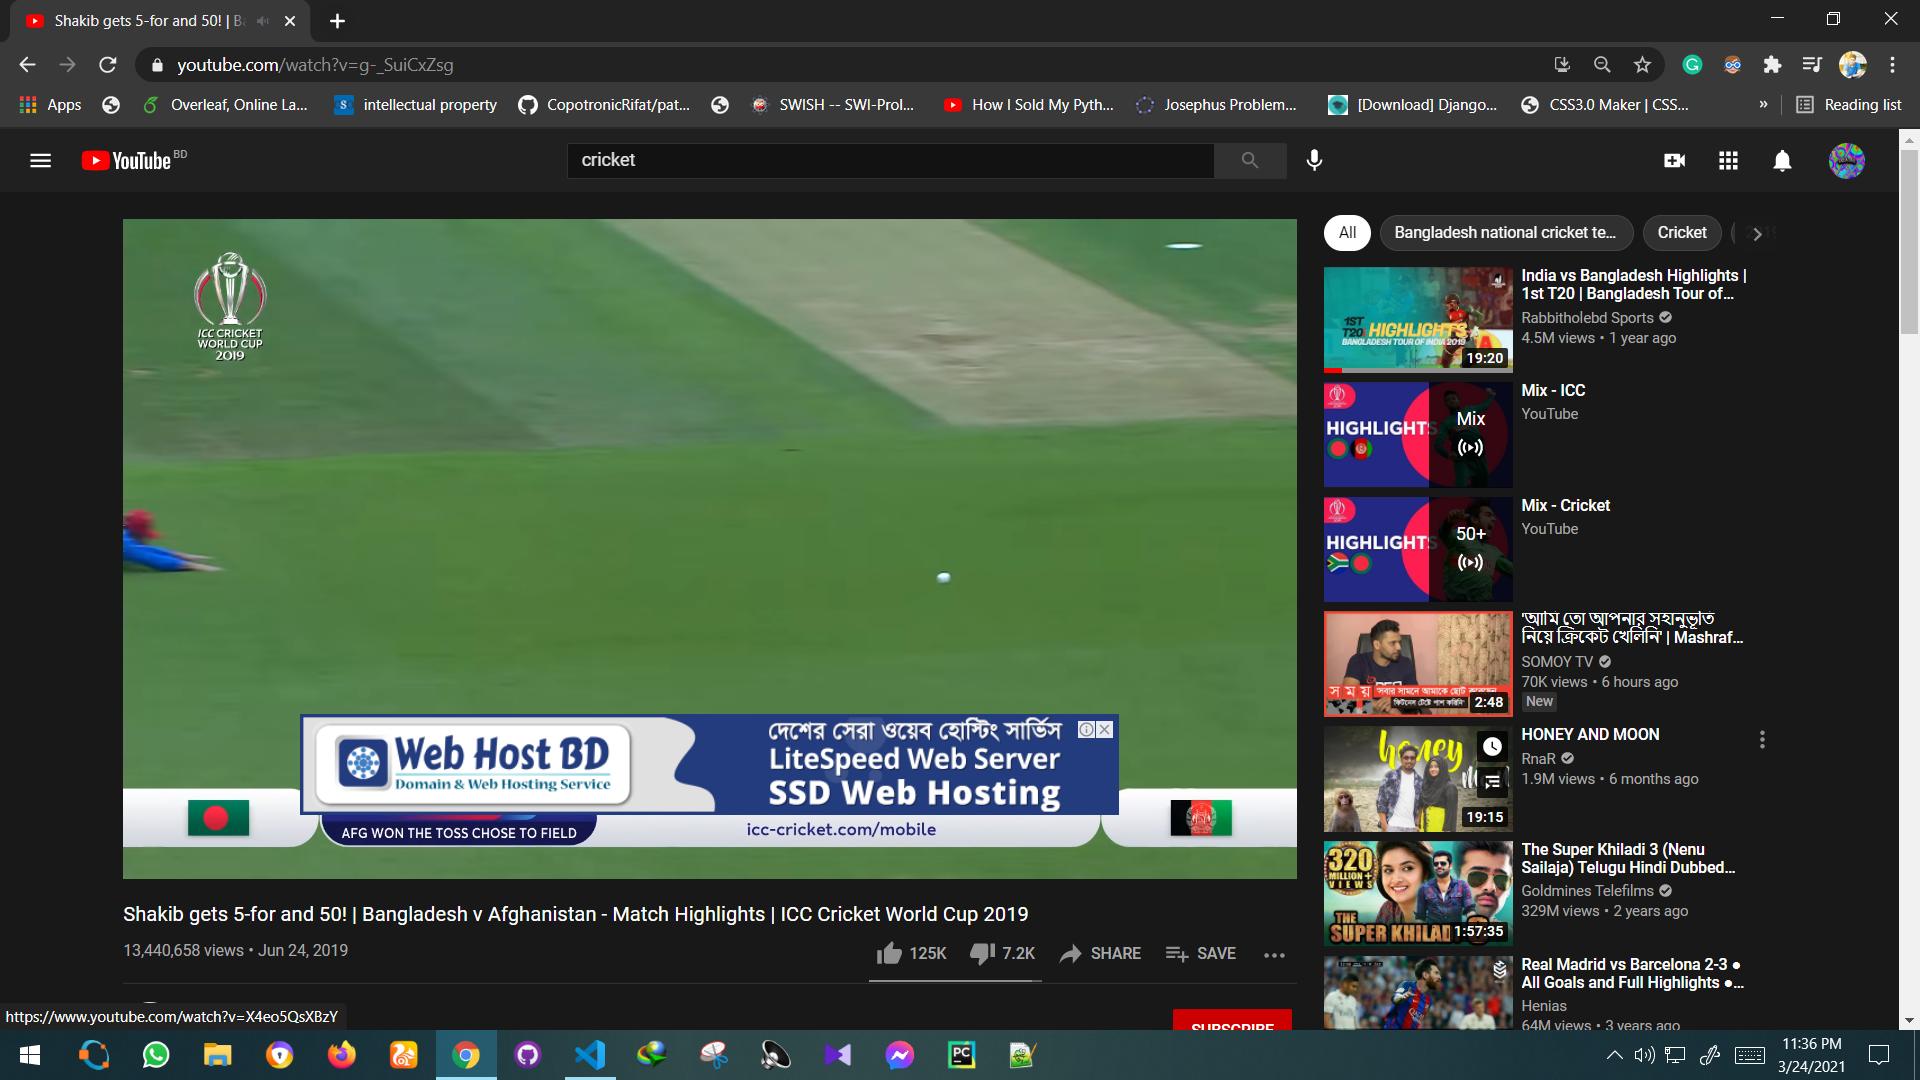 Shakib gets 5-for and 50! | B
youtube.com/watch?v=g-_SuiCxZsg
Apps
Overleaf, Online La...
intellectual property
CopotronicRifat/pat...
SWISH -- SWI-Prol...
How I Sold My Pyth...
Josephus Problem...
[Download] Django...
CSS3.0 Maker | CSS...
»
Reading list
YouTube BD
cricket
ICC CRICKET
WORLD CUP
2019
Web Host BD
Domain & Web Hosting Service
দেশের সেরা ওয়েব হোস্টিং সার্ভিস
LiteSpeed Web Server
SSD Web Hosting
AFG WON THE TOSS CHOSE TO FIELD
icc-cricket.com/mobile
Shakib gets 5-for and 50! | Bangladesh v Afghanistan - Match Highlights | ICC Cricket World Cup 2019
13,440,658 views • Jun 24, 2019
125K
7.2K
SHARE
SAVE
SUBSCRIBE
All
Bangladesh national cricket te...
Cricket
1ST
T20 HIGHLIGHTS
BANGLADESH TOUR OF INDIA 2019
19:20
India vs Bangladesh Highlights |
1st T20 | Bangladesh Tour of...
Rabbitholebd Sports
4.5M views • 1 year ago
HIGHLIGHTS
Mix
Mix - ICC
YouTube
HIGHLIGHTS
50+
Mix - Cricket
YouTube
সময়
2:48
'আমি তো আপনার সহানুভূতি
নিয়ে ক্রিকেট খেলিনি' | Mashraf...
SOMOY TV
70K views • 6 hours ago
New
honey
19:15
HONEY AND MOON
RnaR
1.9M views • 6 months ago
320
MILLION+
VIEWS
THE
SUPER KHILAD
1:57:35
The Super Khiladi 3 (Nenu
Sailaja) Telugu Hindi Dubbed...
Goldmines Telefilms
329M views • 2 years ago
Real Madrid vs Barcelona 2-3 ●
All Goals and Full Highlights ●...
Henias
64M views • 3 years ago
https://www.youtube.com/watch?v=X4eo5QsXBzY
PC
11:36 PM
3/24/2021